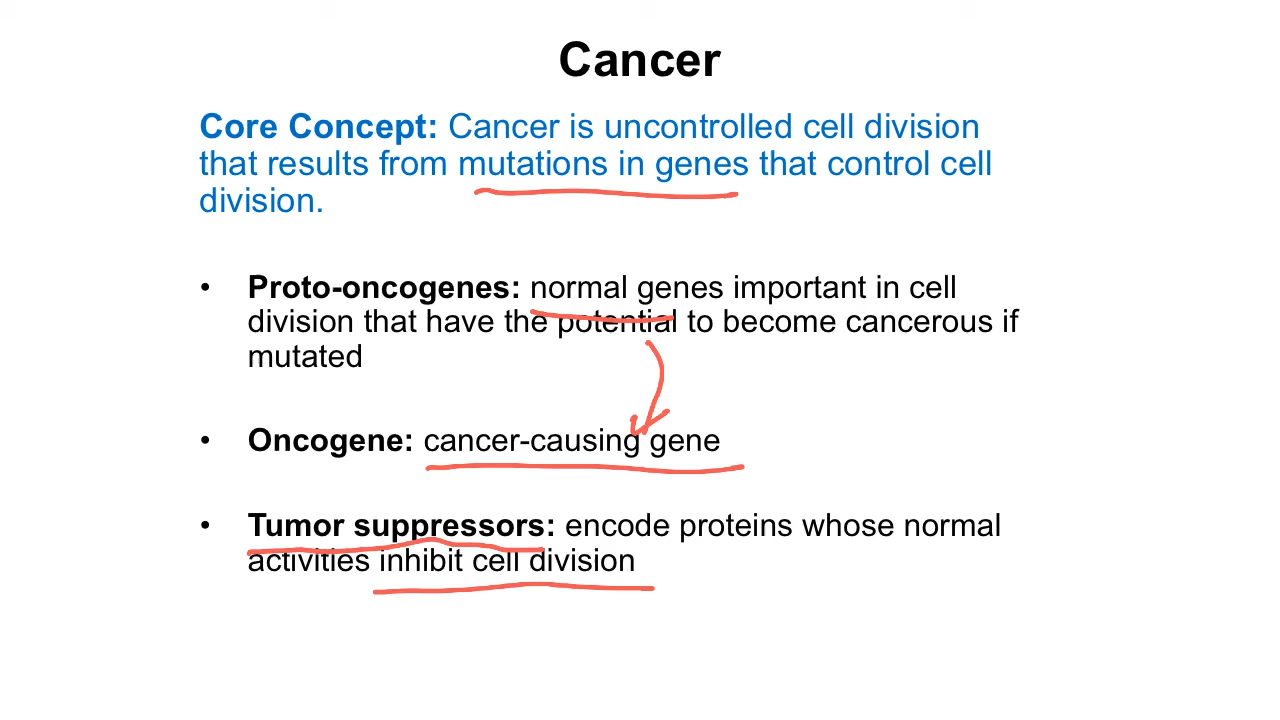 Cancer
Core Concept: Cancer is uncontrolled cell division
that results from mutations in genes that control cell
division.
• Proto-oncogenes: normal genes important in cell
division that have the potential to become cancerous if
mutated
• Oncogene: cancer-causing gene
• Tumor suppressors: encode proteins whose normal
activities inhibit cell division